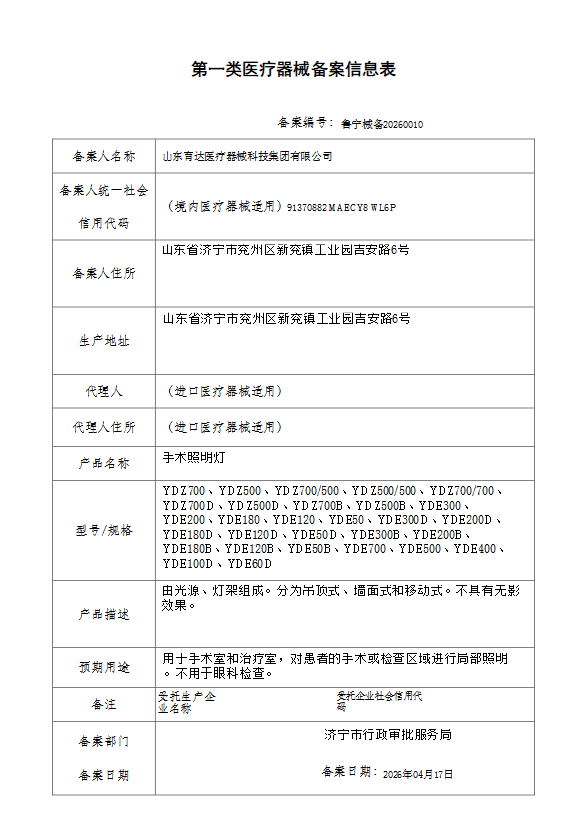 第一类医疗器械备案信息表
备案编号：鲁宁械备20260010
备案人名称
山东育达医疗器械科技集团有限公司
备案人统一社会
信用代码
（境内医疗器械适用）91370882MAECY8WL6P
备案人住所
山东省济宁市兖州区新兖镇工业园吉安路6号
生产地址
山东省济宁市兖州区新兖镇工业园吉安路6号
代理人
（进口医疗器械适用）
代理人住所
（进口医疗器械适用）
产品名称
手术照明灯
型号/规格
YDZ700、YDZ500、YDZ700/500、YDZ500/500、YDZ700/700、
YDZ700D、YDZ500D、YDZ700B、YDZ500B、YDE300、
YDE200、YDE180、YDE120、YDE50、YDE300D、YDE200D、
YDE180D、YDE120D、YDE50D、YDE300B、YDE200B、
YDE180B、YDE120B、YDE50B、YDE700、YDE500、YDE400、
YDE100D、YDE60D
产品描述
由光源、灯架组成。分为吊顶式、墙面式和移动式。不具有无影
效果。
预期用途
用于手术室和治疗室，对患者的手术或检查区域进行局部照明
。不用于眼科检查。
备注
受托生产企
业名称
受托企业社会信用代
码
备案部门
济宁市行政审批服务局
备案日期
备案日期：2026年04月17日